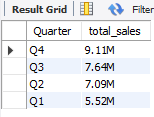 Result Grid Filter
Quarter total_sales
Q4 9.11M
Q3 7.64M
Q2 7.09M
Q1 5.52M